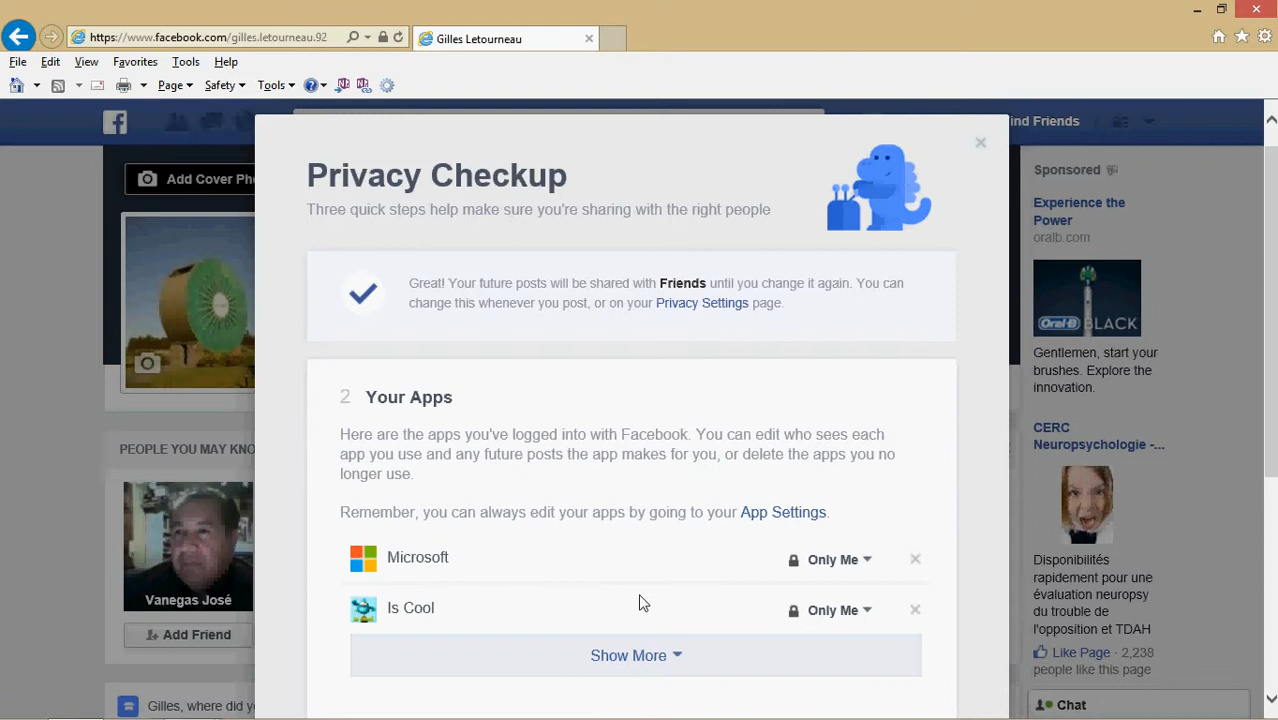 https://www.facebook.com/gilles.letourneau.92
Gilles Letourneau
File Edit View Favorites Tools Help
Page Safety Tools
f
ind Friends
Add Cover Pho
Privacy Checkup
Three quick steps help make sure you're sharing with the right people
Great! Your future posts will be shared with Friends until you change it again. You can
change this whenever you post, or on your Privacy Settings page.
2 Your Apps
Here are the apps you've logged into with Facebook. You can edit who sees each
app you use and any future posts the app makes for you, or delete the apps you no
longer use.
Remember, you can always edit your apps by going to your App Settings.
Microsoft Only Me
Is Cool Only Me
Show More
PEOPLE YOU MAY KNOW
Vanegas José
Add Friend
Gilles, where did yo
Sponsored
Experience the
Power
oralb.com
Oral-B BLACK
Gentlemen, start your
brushes. Explore the
innovation.
CERC
Neuropsychologie -...
Disponibilités
rapidement pour une
évaluation neuropsy
du trouble de
l'opposition et TDAH
Like Page · 2,238
people like this page
Chat